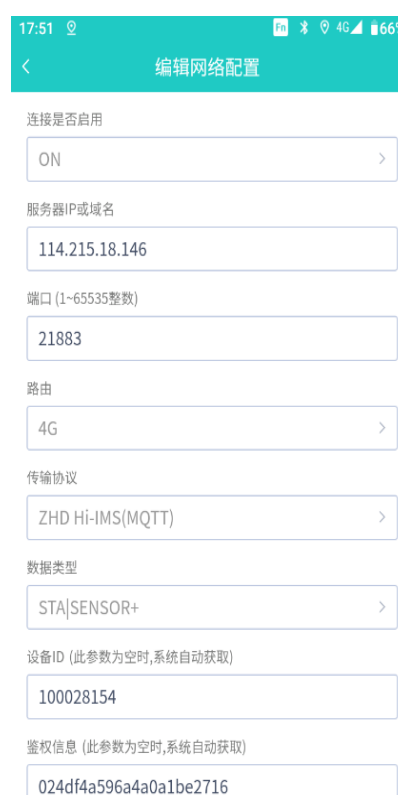 17:51 Fn 4G 66%
编辑网络配置
连接是否启用
ON
服务器IP或域名
114.215.18.146
端口 (1~65535整数)
21883
路由
4G
传输协议
ZHD Hi-IMS(MQTT)
数据类型
STA|SENSOR+
设备ID (此参数为空时,系统自动获取)
100028154
鉴权信息 (此参数为空时,系统自动获取)
024df4a596a4a0a1be2716